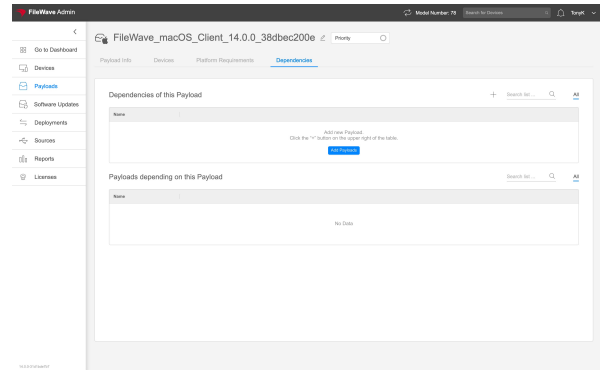 FileWave Admin
Model Number: 78
Search for Devices
TonyK
FileWave_macOS_Client_14.0.0_38dbec200e
Priority
Go to Dashboard
Devices
Payloads
Software Updates
Deployments
Sources
Reports
Licenses
Payload Info
Devices
Platform Requirements
Dependencies
Dependencies of this Payload
Search list ...
All
Name
Add new Payload.
Click the "+" button on the upper right of the table.
Add Payloads
Payloads depending on this Payload
Search list ...
All
Name
No Data